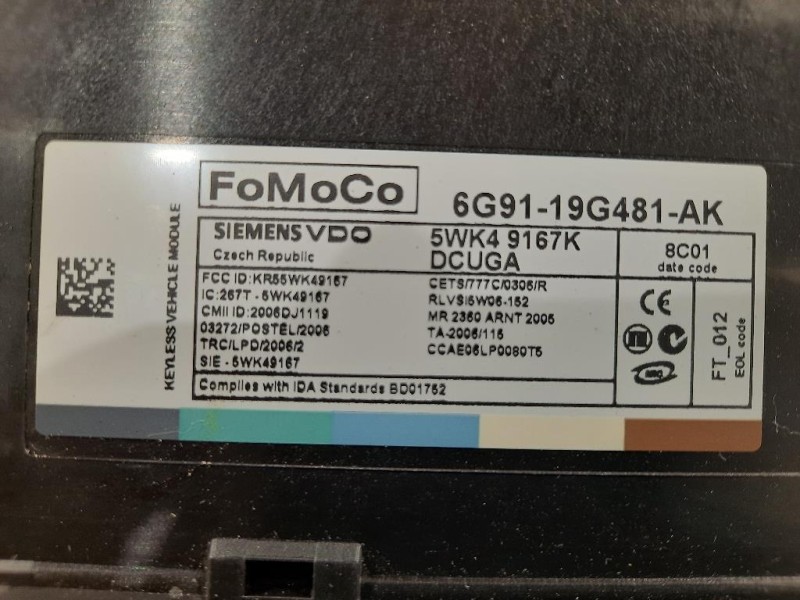 KEYLESS VEHICLE MODULE
FoMoCo
6G91-19G481-AK
SIEMENS VDO
Czech Republic
5WK4 9167K
DCUGA
8C01
date code
FCC ID:KR55WK49167
IC:267T - 5WK49167
CMII ID:2006DJ1119
03272/POSTEL/2006
TRC/LPD/2006/2
SIE - 5WK49167
CETS/777C/0306/R
RLVSI5W06-152
MR 2360 ARNT 2005
TA-2006/116
CCAE06LP0080T5
Complies with IDA Standards BD01752
CE
FT_012
EOL code